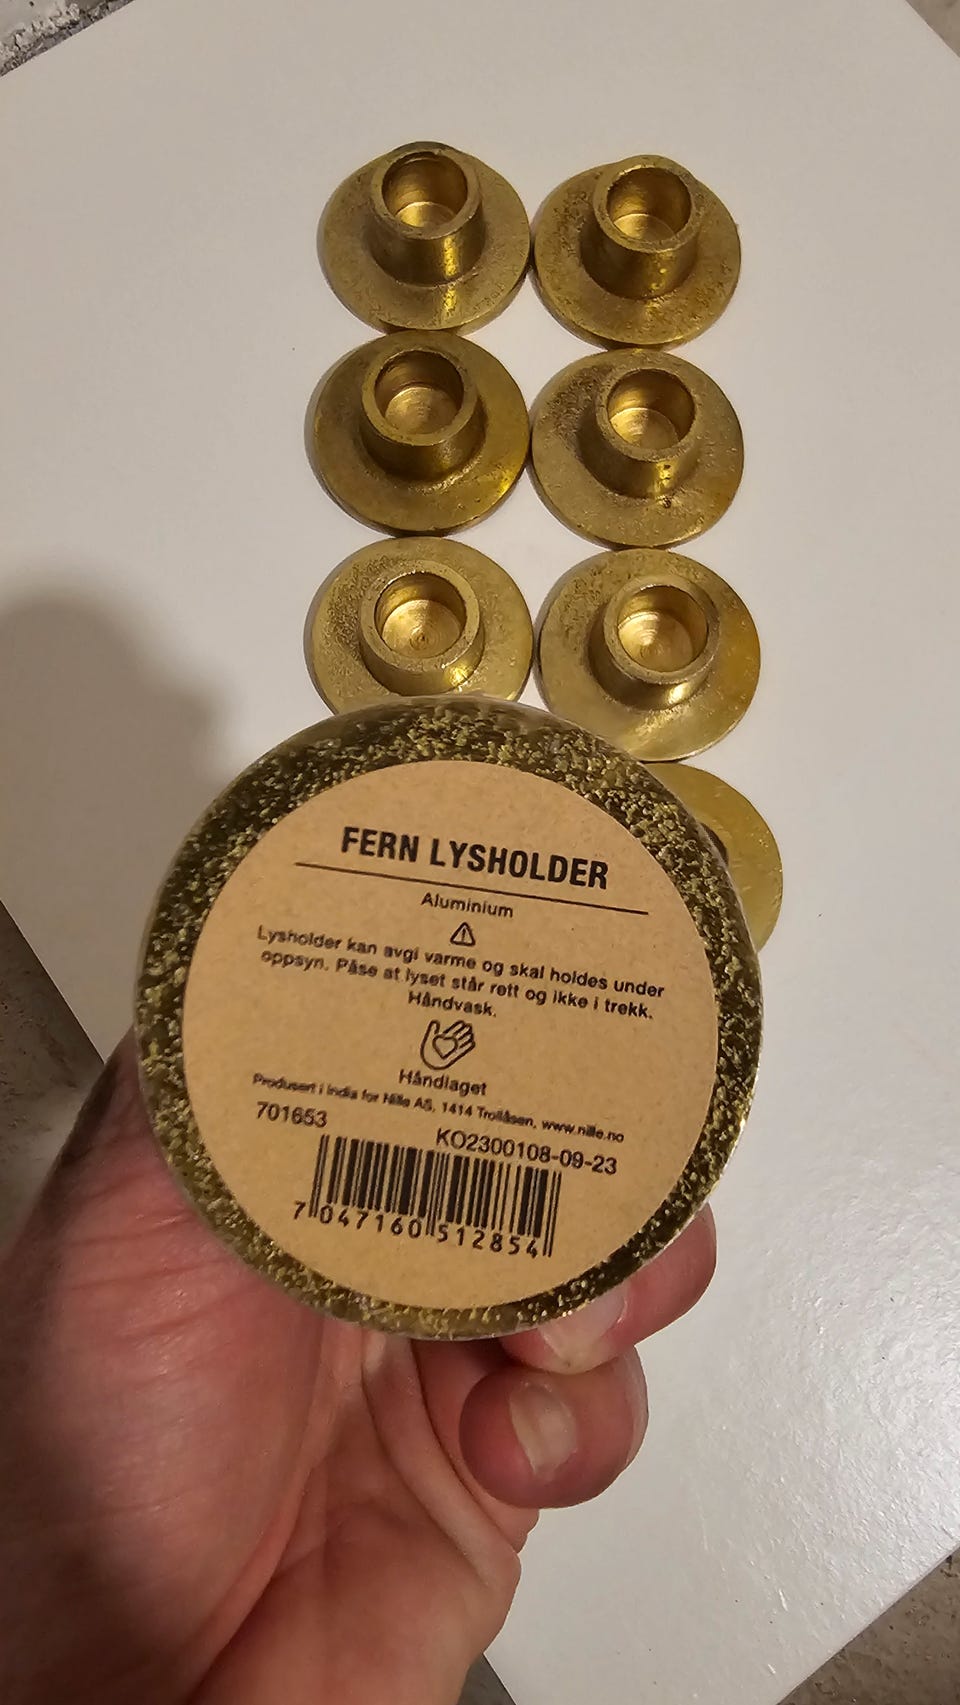 FERN LYSHOLDER
Aluminium
Lysholder kan avgi varme og skal holdes under
oppsyn. Påse at lyset står rett og ikke i trekk.
Håndvask.
Håndlaget
Produsert i India for Nille AS, 1414 Trollåsen, www.nille.no
701653
KO2300108-09-23
7 047160 512854